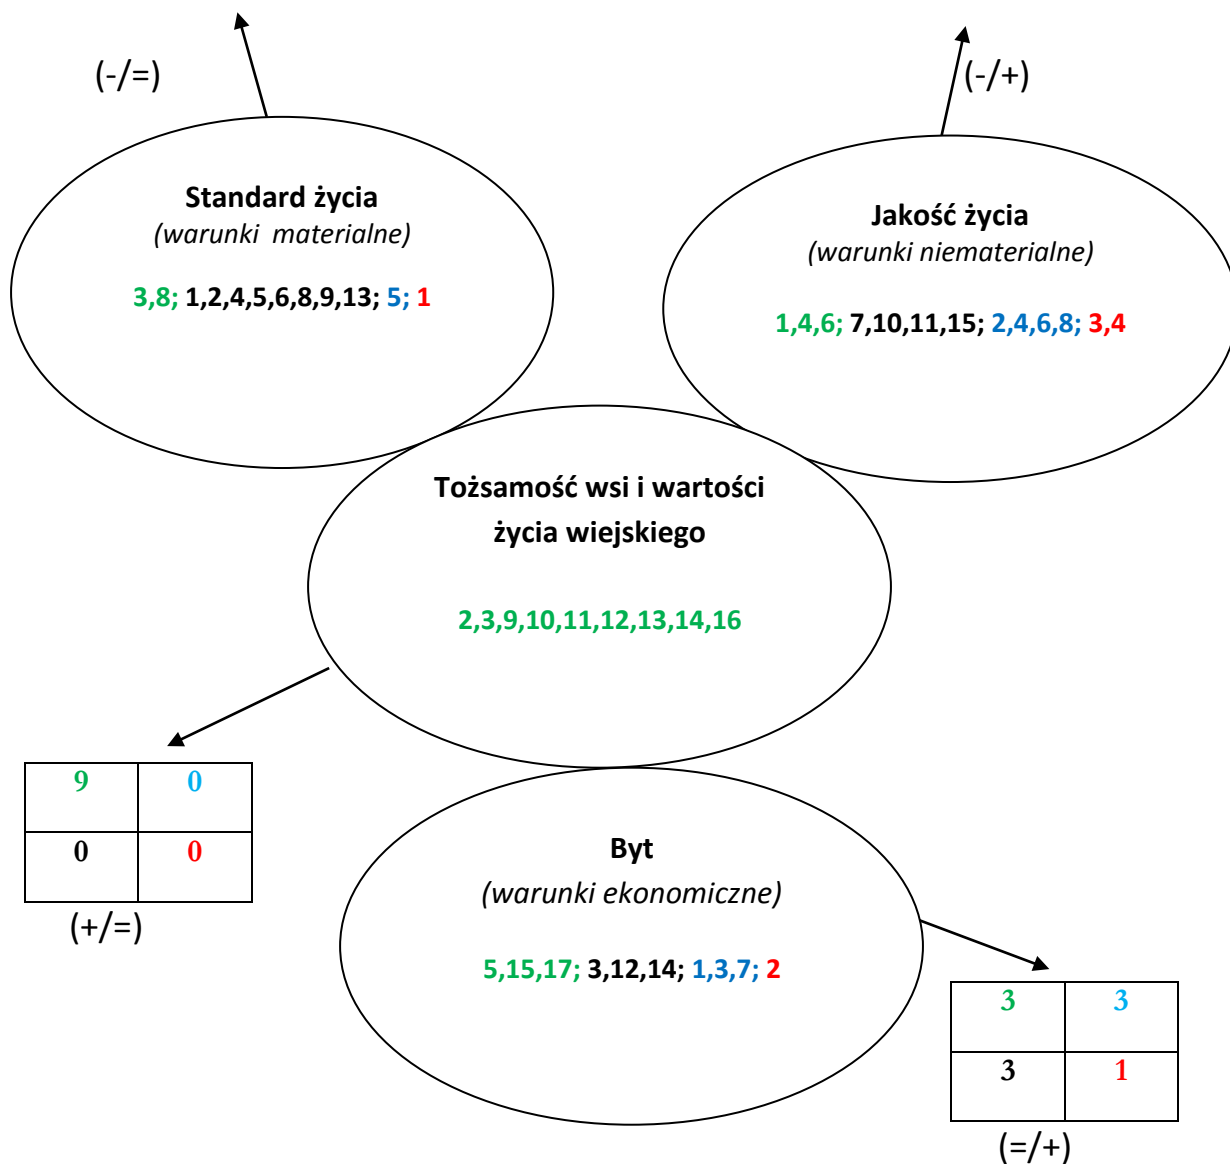 (-/=)
(-/+)
Standard życia
(warunki materialne)
3,8; 1,2,4,5,6,8,9,13; 5; 1
Jakość życia
(warunki niematerialne)
1,4,6; 7,10,11,15; 2,4,6,8; 3,4
Tożsamość wsi i wartości
życia wiejskiego
2,3,9,10,11,12,13,14,16
9 0
0 0
(+/=)
Byt
(warunki ekonomiczne)
5,15,17; 3,12,14; 1,3,7; 2
3 3
3 1
(=/+)